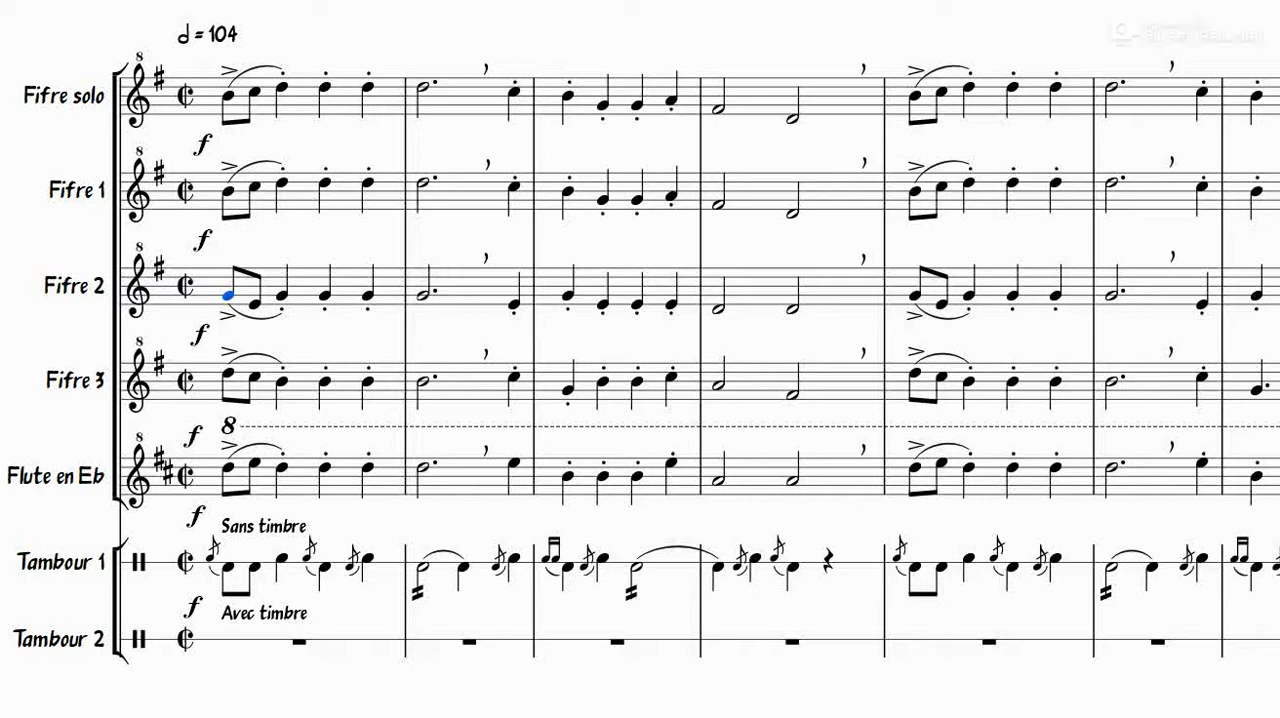 𝅗𝅥 = 104
Fifre solo
f
Fifre 1
f
Fifre 2
f
Fifre 3
f
8
Flute en Eb
f
Sans timbre
Tambour 1
f
Avec timbre
Tambour 2